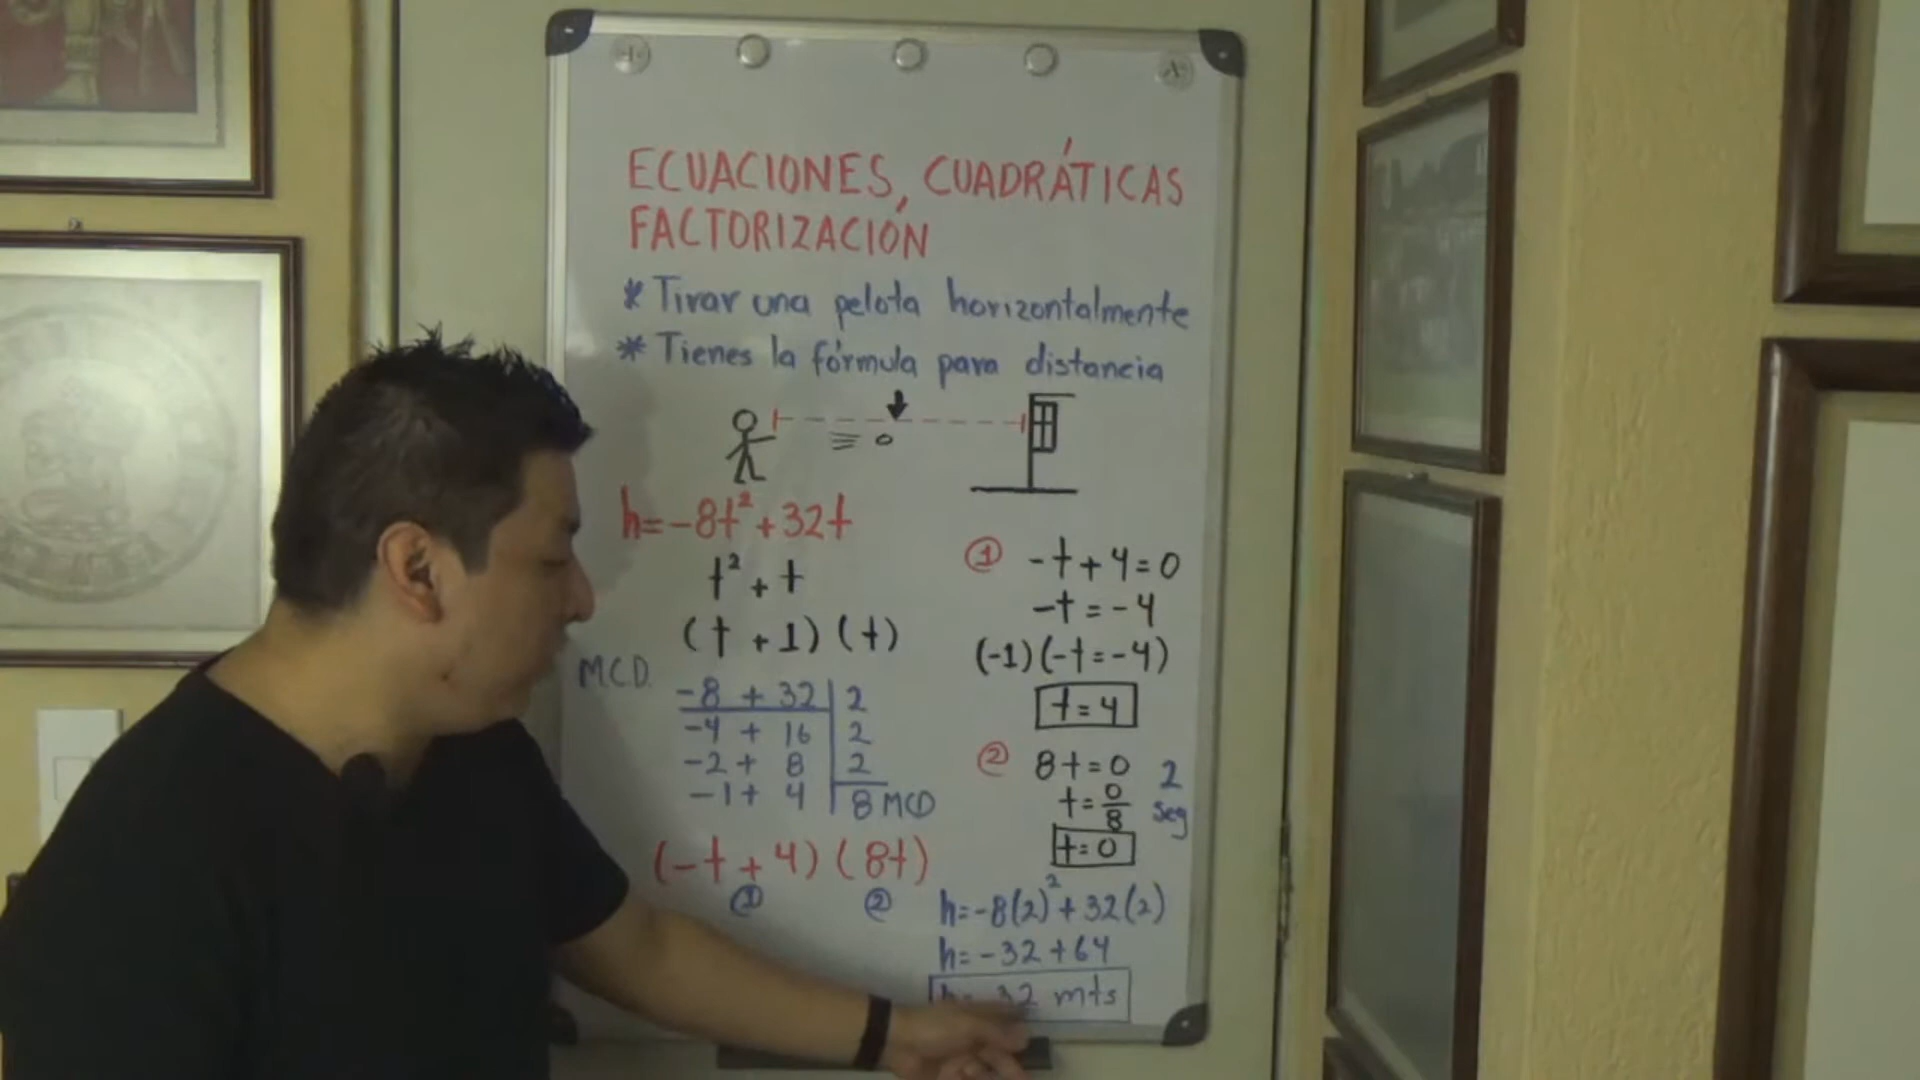 ECUACIONES, CUADRÁTICAS
FACTORIZACIÓN
* Tirar una pelota horizontalmente
* Tienes la fórmula para distancia
h=-8t²+32t
t²+t
(t+1)(t)
MCD.
-8 + 32 | 2
-4 + 16 | 2
-2 + 8 | 2
-1 + 4 | 8 MCD
(-t+4)(8t)
① ②
① -t+4=0
-t=-4
(-1)(-t=-4)
t=4
② 8t=0
t=0/8
t=0
2
seg
h=-8(2)²+32(2)
h=-32+64
32 mts